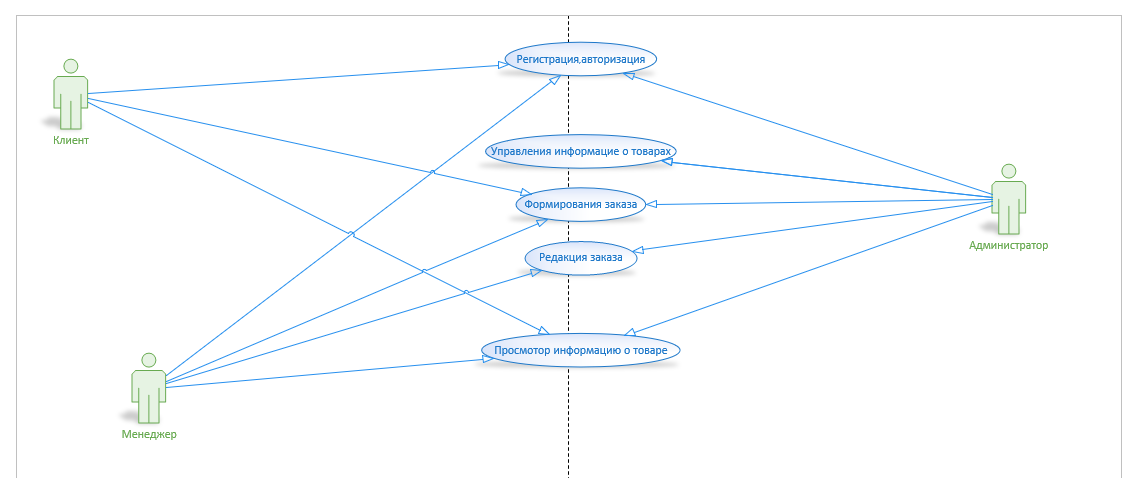 Регистрация,авторизация
Клиент
Управления информацие о товарах
Формирования заказа
Администратор
Редакция заказа
Просмотор информацию о товаре
Менеджер